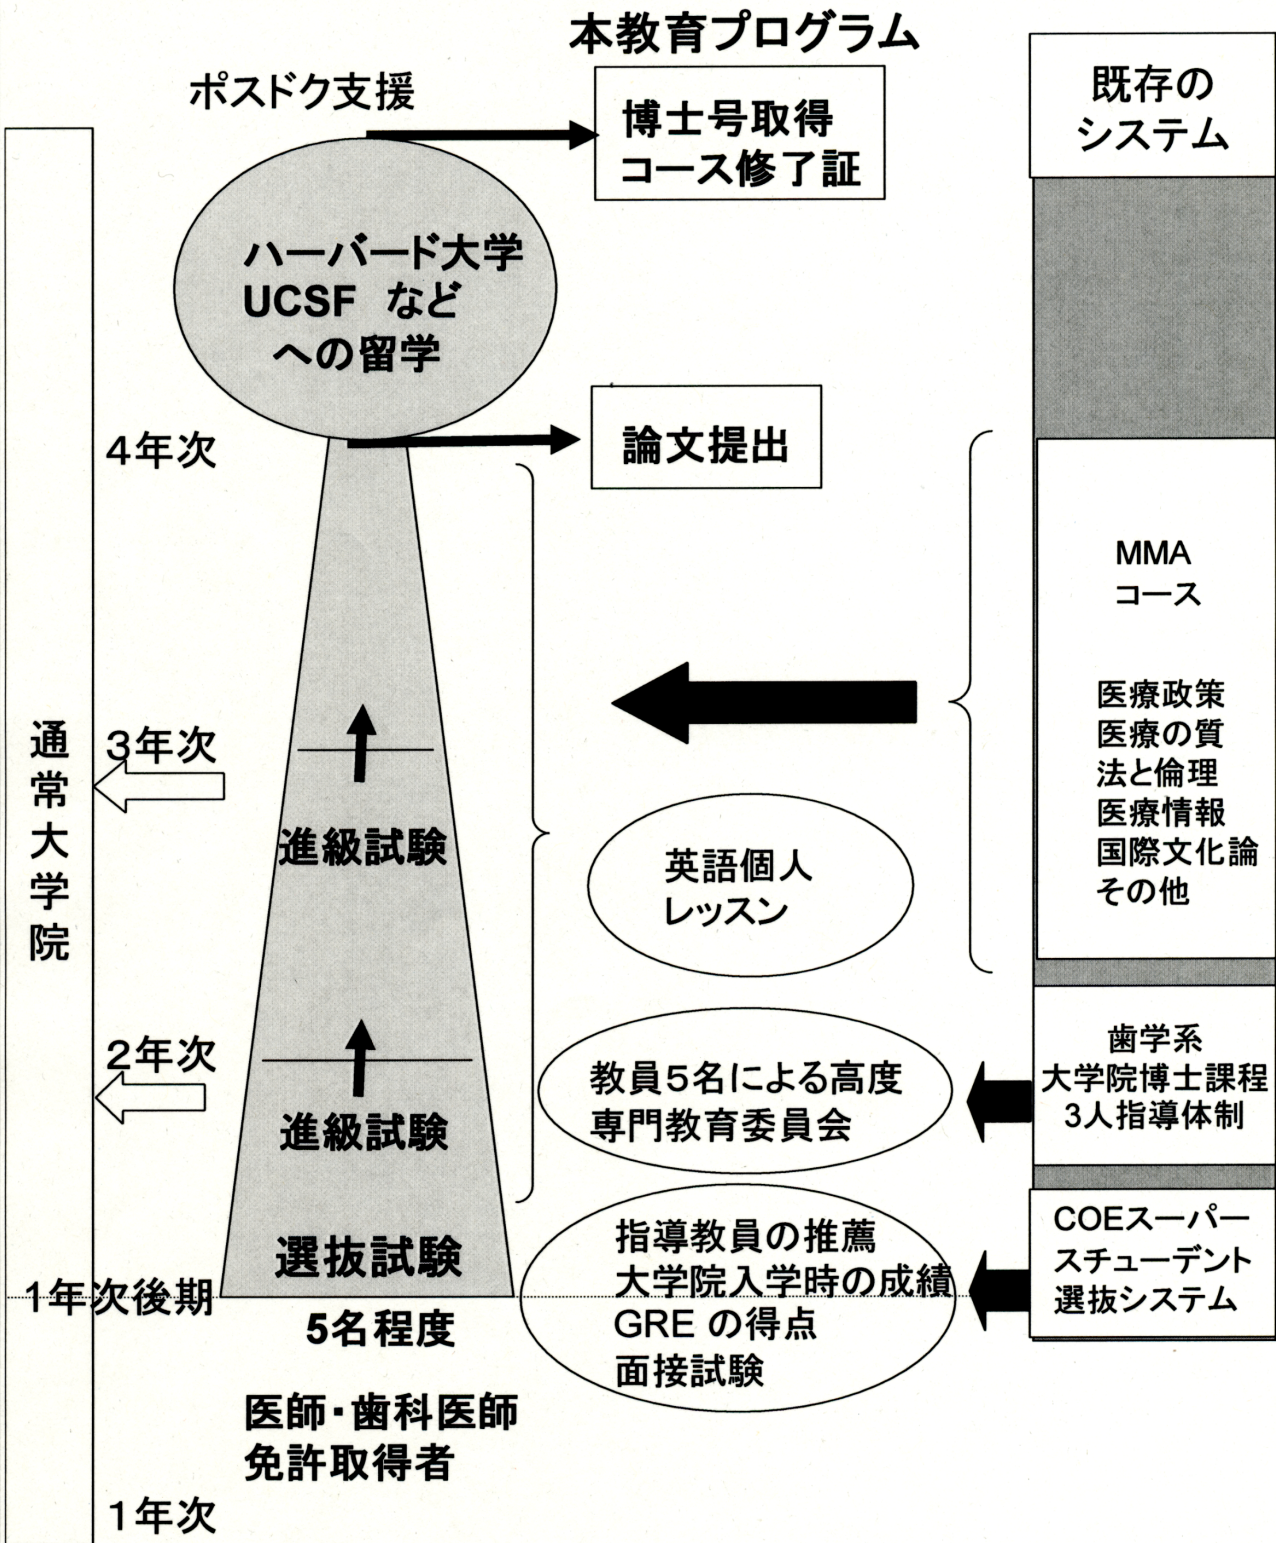 本教育プログラム
ポスドク支援
博士号取得
コース修了証
既存の
システム
ハーバード大学
UCSF など
への留学
4年次
論文提出
MMA
コース
医療政策
医療の質
法と倫理
医療情報
国際文化論
その他
通常大学院
3年次
進級試験
英語個人
レッスン
2年次
進級試験
教員5名による高度
専門教育委員会
歯学系
大学院博士課程
3人指導体制
選抜試験
1年次後期
5名程度
指導教員の推薦
大学院入学時の成績
GRE の得点
面接試験
COEスーパー
スチューデント
選抜システム
医師・歯科医師
免許取得者
1年次